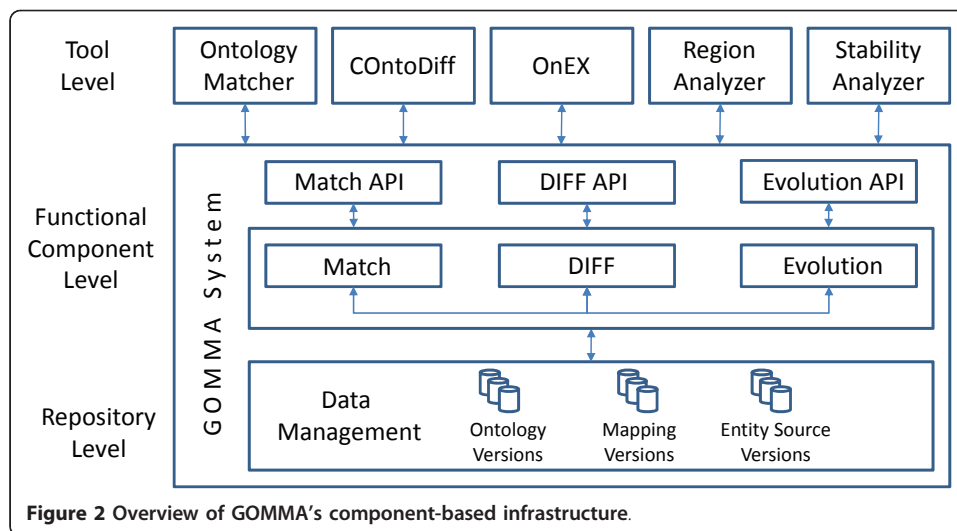 Tool
Level
Ontology
Matcher
COntoDiff
OnEX
Region
Analyzer
Stability
Analyzer
Functional
Component
Level
GOMMA System
Match API
DIFF API
Evolution API
Match
DIFF
Evolution
Repository
Level
Data
Management
Ontology
Versions
Mapping
Versions
Entity Source
Versions
Figure 2 Overview of GOMMA's component-based infrastructure.